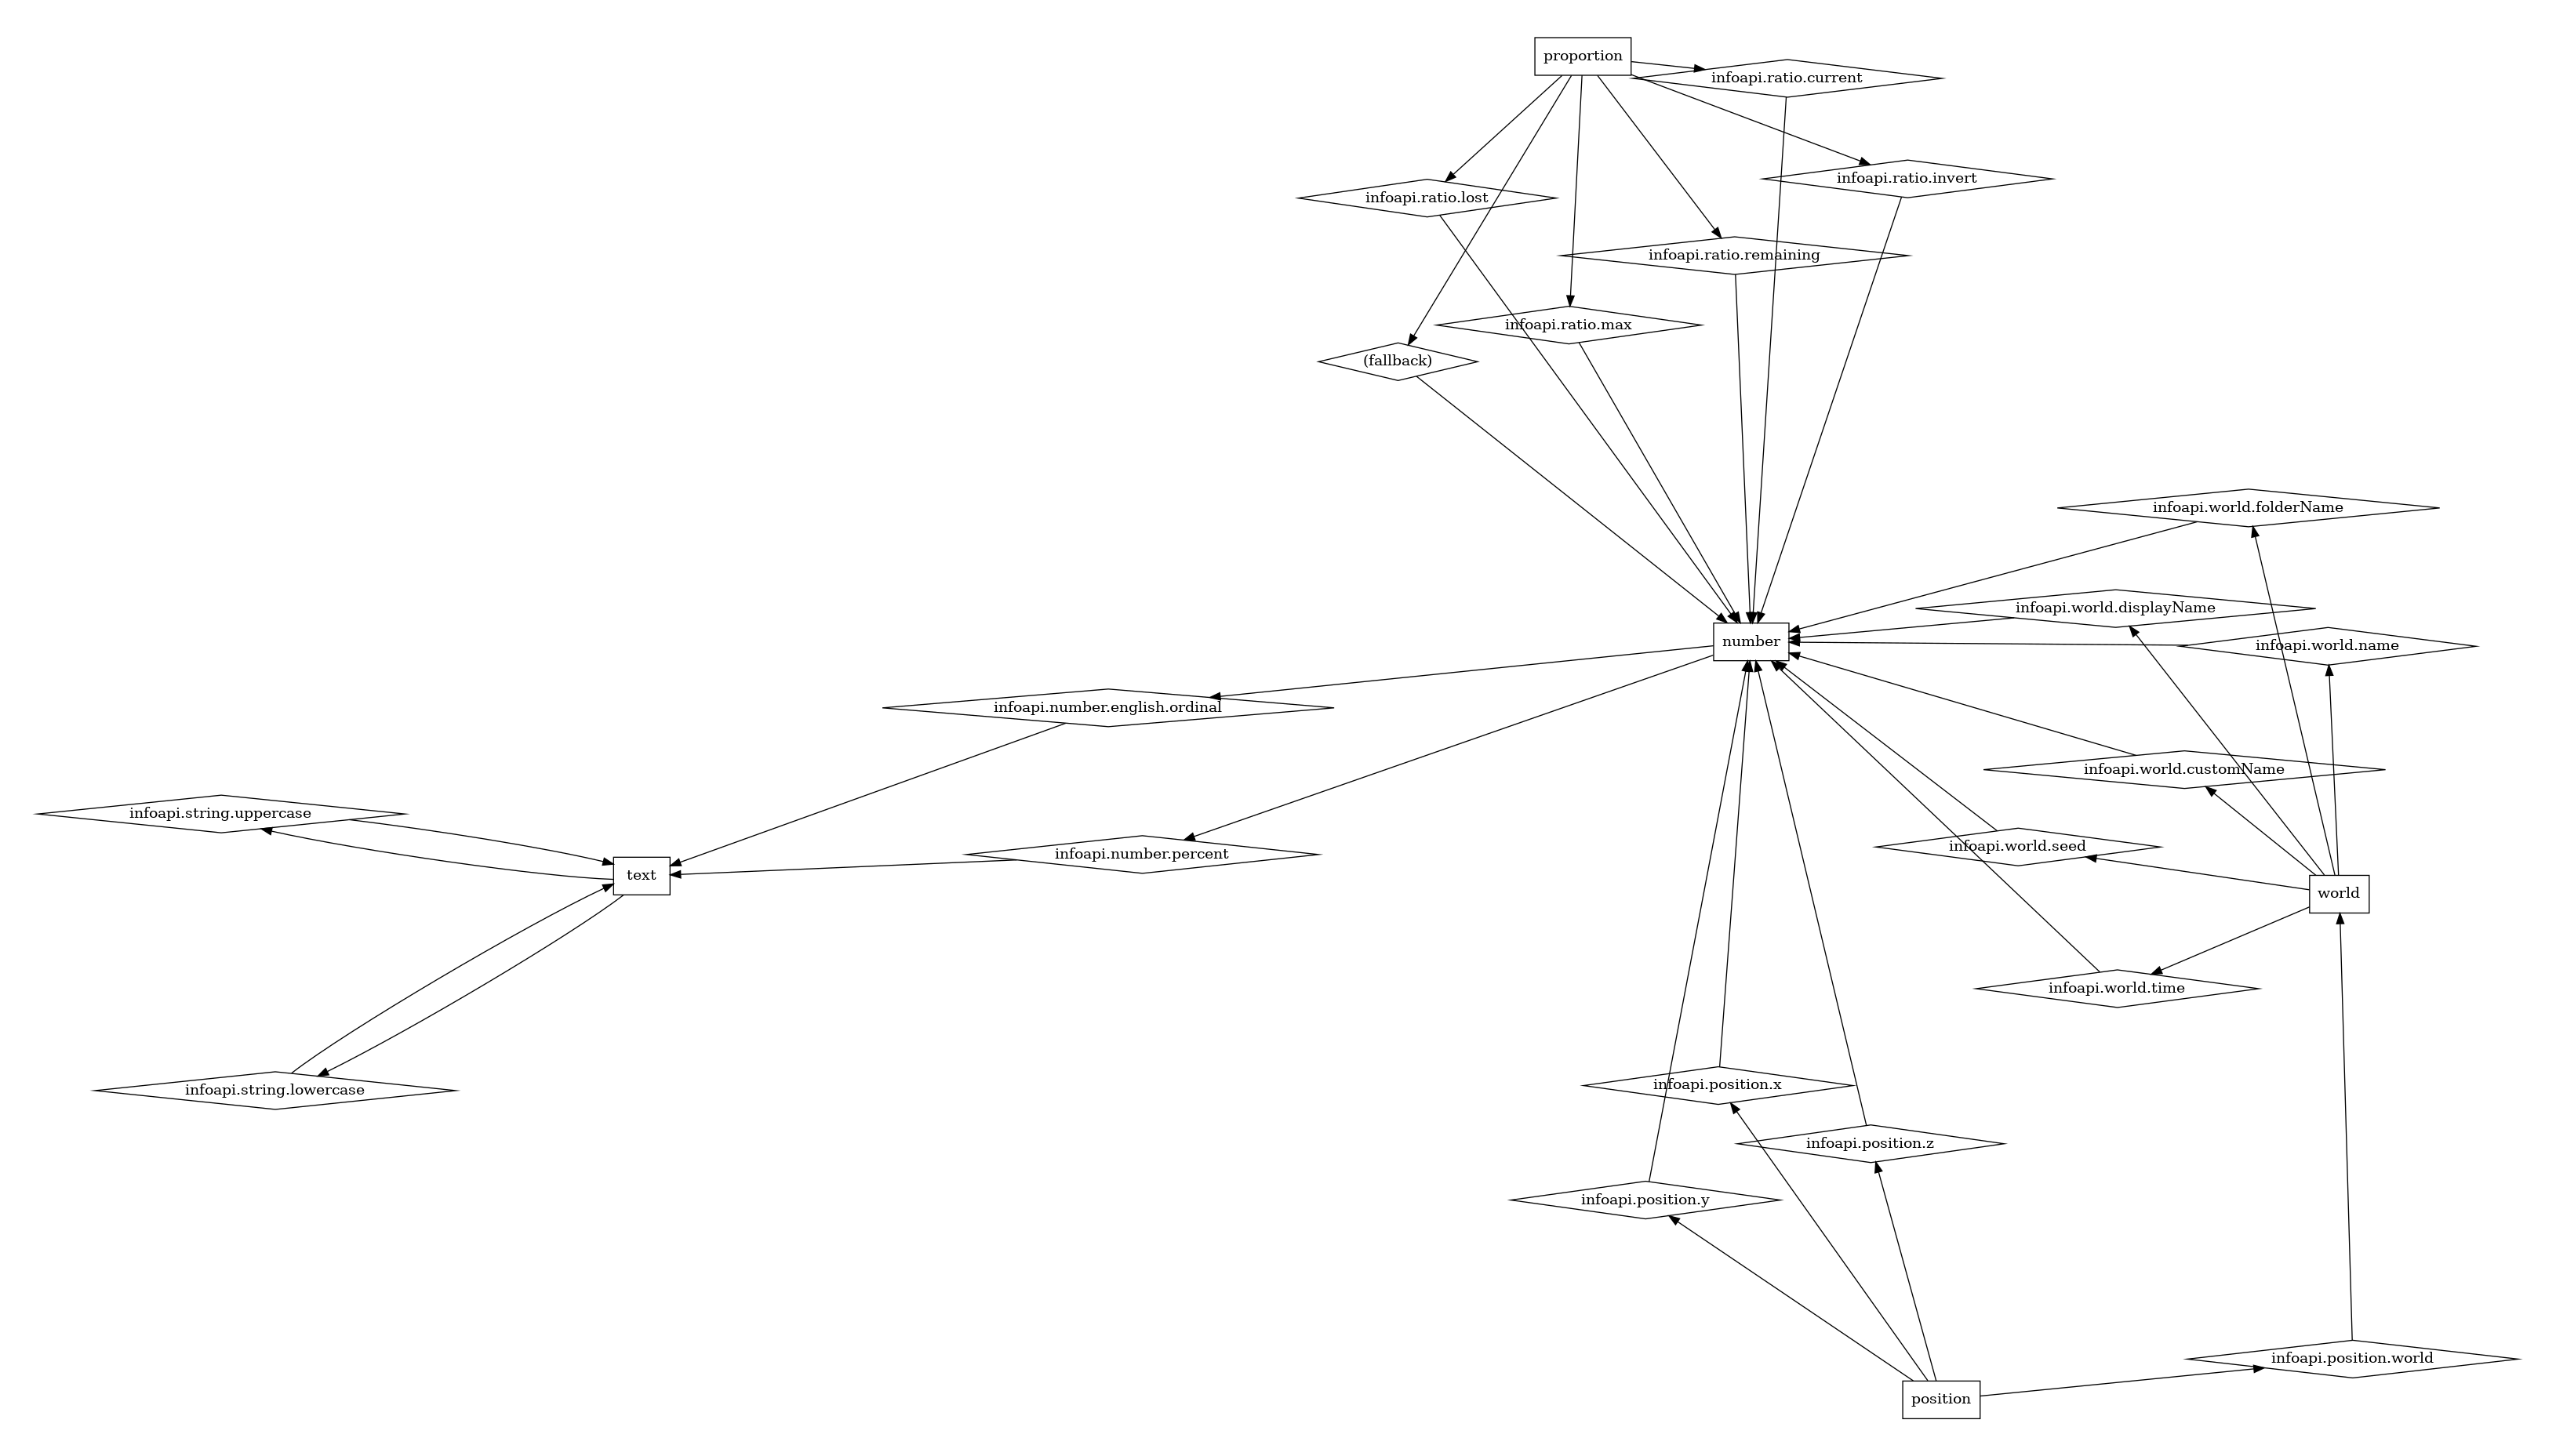 proportion
infoapi.ratio.current
infoapi.ratio.invert
infoapi.ratio.lost
infoapi.ratio.remaining
infoapi.ratio.max
(fallback)
infoapi.world.folderName
infoapi.world.displayName
number
infoapi.world.name
infoapi.number.english.ordinal
infoapi.world.customName
infoapi.string.uppercase
infoapi.world.seed
infoapi.number.percent
text
world
infoapi.world.time
infoapi.position.x
infoapi.string.lowercase
infoapi.position.z
infoapi.position.y
infoapi.position.world
position